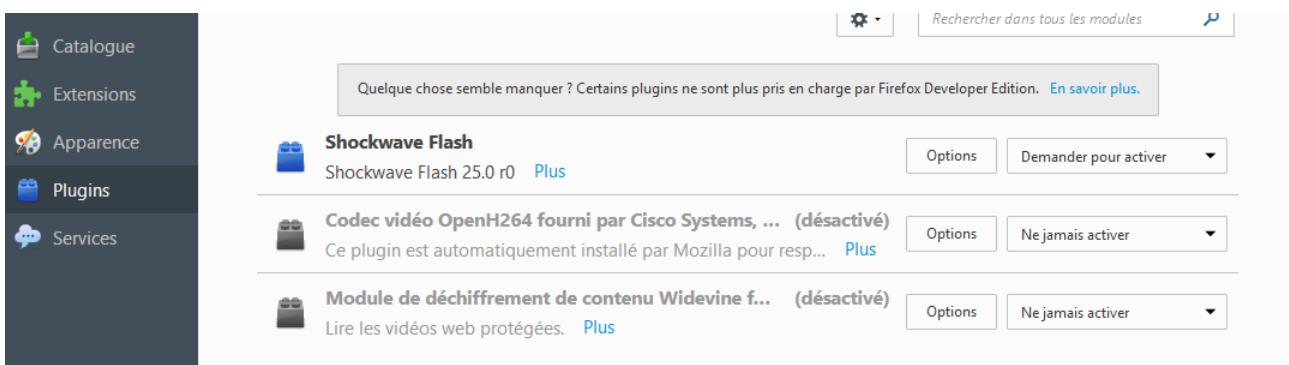 Rechercher dans tous les modules
Catalogue
Extensions
Apparence
Plugins
Services
Quelque chose semble manquer ? Certains plugins ne sont plus pris en charge par Firefox Developer Edition. En savoir plus.
Shockwave Flash
Shockwave Flash 25.0 r0 Plus
Options Demander pour activer
Codec vidéo OpenH264 fourni par Cisco Systems, ... (désactivé)
Ce plugin est automatiquement installé par Mozilla pour resp... Plus
Options Ne jamais activer
Module de déchiffrement de contenu Widevine f... (désactivé)
Lire les vidéos web protégées. Plus
Options Ne jamais activer